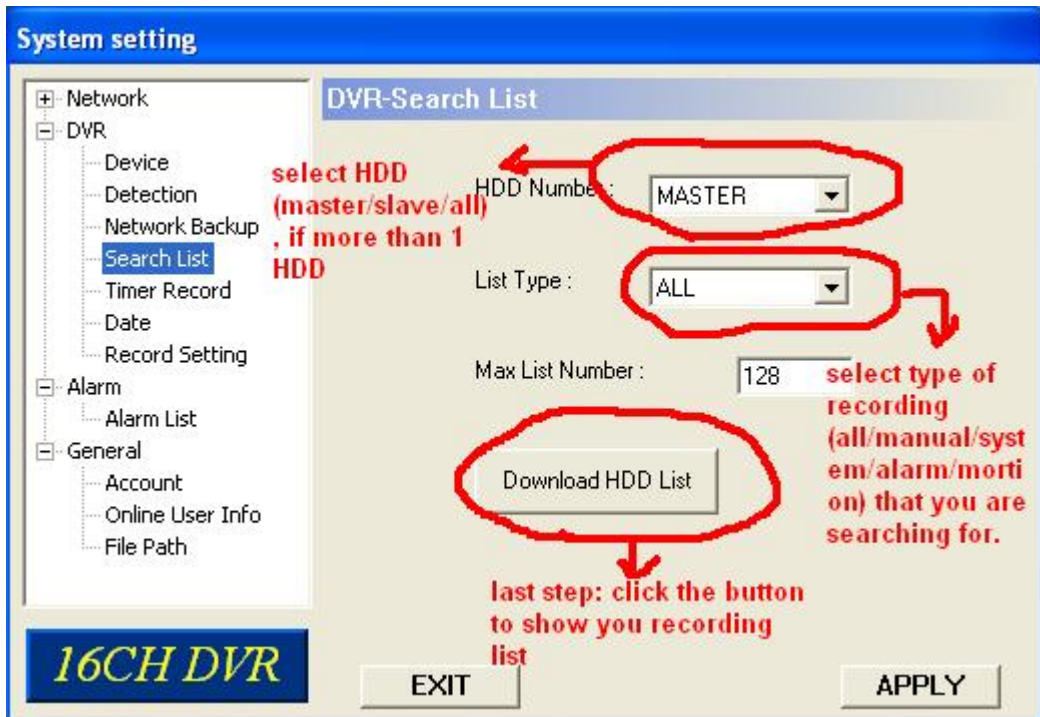 System setting
Network
DVR
Device
Detection
Network Backup
Search List
Timer Record
Date
Record Setting
Alarm
Alarm List
General
Account
Online User Info
File Path
16CH DVR
DVR-Search List
select HDD
(master/slave/all)
, if more than 1
HDD
HDD Number :
MASTER
List Type :
ALL
Max List Number :
128
select type of
recording
(all/manual/syst
em/alarm/morti
on) that you are
searching for.
Download HDD List
last step: click the button
to show you recording
list
EXIT
APPLY